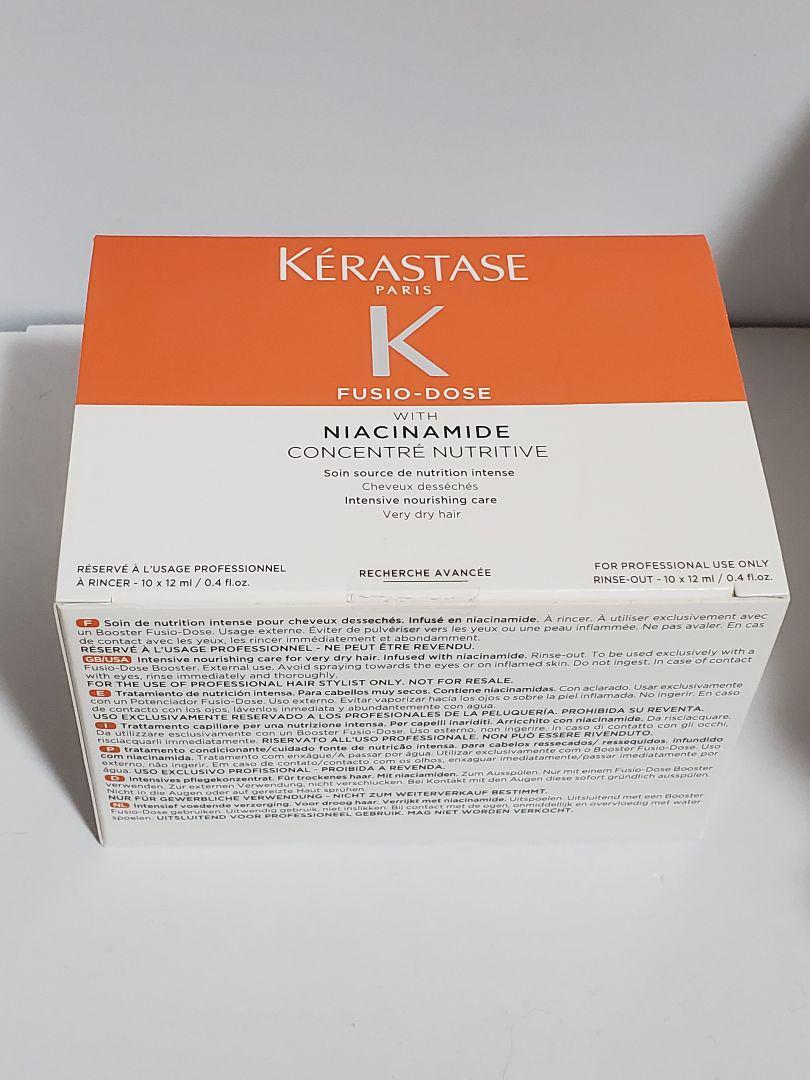 KÉRASTASE
PARIS
K
FUSIO-DOSE
WITH
NIACINAMIDE
CONCENTRÉ NUTRITIVE
Soin source de nutrition intense
Cheveux desséchés
Intensive nourishing care
Very dry hair
RÉSERVÉ À L'USAGE PROFESSIONNEL
À RINCER - 10 x 12 ml / 0.4 fl.oz.
RECHERCHE AVANCÉE
FOR PROFESSIONAL USE ONLY
RINSE-OUT - 10 x 12 ml / 0.4 fl.oz.
F Soin de nutrition intense pour cheveux dessechés. Infusé en niacinamide. À rincer. À utiliser exclusivement avec
un Booster Fusio-Dose. Usage externe. Éviter de pulvériser vers les yeux ou une peau inflammée. Ne pas avaler. En cas
de contact avec les yeux, les rincer immédiatement et abondamment.
RÉSERVÉ À L'USAGE PROFESSIONNEL - NE PEUT ÊTRE REVENDU.
GB/USA Intensive nourishing care for very dry hair. Infused with niacinamide. Rinse-out. To be used exclusively with a
Fusio-Dose Booster. External use. Avoid spraying towards the eyes or on inflamed skin. Do not ingest. In case of contact
with eyes, rinse immediately and thoroughly.
FOR THE USE OF PROFESSIONAL HAIR STYLIST ONLY. NOT FOR RESALE.
E Tratamiento de nutrición intensa. Para cabellos muy secos. Contiene niacinamidas. Con aclarado. Usar exclusivamente
con un Potenciador Fusio-Dose. Uso externo. Evitar vaporizar hacía los ojos o sobre la piel inflamada. No ingerir. En caso
de contacto con los ojos, lávenlos inmediata y abundantemente con agua.
USO EXCLUSIVAMENTE RESERVADO A LOS PROFESIONALES DE LA PELUQUERÍA. PROHIBIDA SU REVENTA.
I Trattamento capillare per una nutrizione intensa. Per capelli inariditi. Arricchito con niacinamide. Da risciacquare.
Da utilizzare esclusivamente con un Booster Fusio-Dose. Uso esterno, non ingerire. In caso di contatto con gli occhi,
risciacquarli immediatamente. RISERVATO ALL'USO PROFESSIONALE. NON PUÒ ESSERE RIVENDUTO.
P Tratamento condicionante/cuidado fonte de nutrição intensa. para cabelos ressecados/ ressequidos. Infundido
com niacinamida. Tratamento com enxágue/A passar por água. Utilizar exclusivamente com o Booster Fusio-Dose. Uso
externo, não ingerir. Em caso de contato/contacto com os olhos, enxaguar imediatamente/passar imediatamente por
água. USO EXCLUSIVO PROFISSIONAL - PROIBIDA A REVENDA.
D Intensives pflegekonzentrat. Für trockenes haar. Mit niaciamiden. Zum Ausspülen. Nur mit einem Fusio-Dose Booster
verwenden. Zur externen Verwendung, nicht verschlucken. Bei Kontakt mit den Augen diese sofort gründlich ausspülen.
Nicht in die Augen oder auf gereizte Haut sprühen.
NUR FÜR GEWERBLICHE VERWENDUNG - NICHT ZUM WEITERVERKAUF BESTIMMT.
NL Intensief voedende verzorging. Voor droog haar. Verrijkt met niacinamide. Uitspoelen. Uitsluitend met een Booster
Fusio-Dose gebruiken. Uitwendig gebruik, niet inslikken. Bij contact met de ogen, onmiddellijk en overvloedig met water
spoelen. UITSLUITEND VOOR PROFESSIONEEL GEBRUIK. MAG NIET WORDEN VERKOCHT.